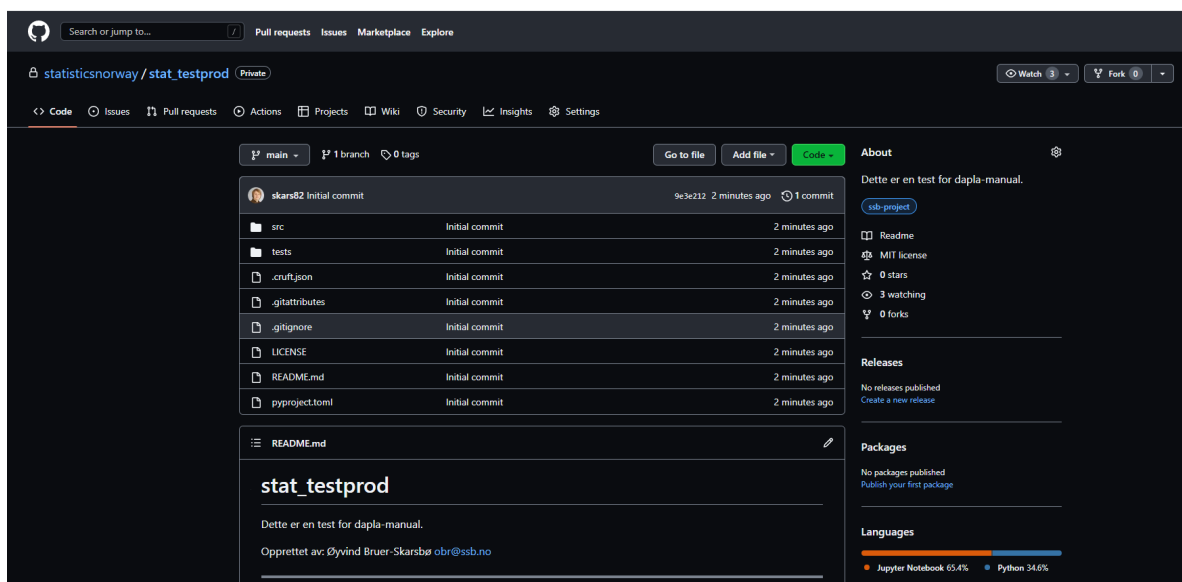 Search or jump to... / Pull requests Issues Marketplace Explore
statisticsnorway / stat_testprod Private Watch 3 Fork 0
<> Code Issues Pull requests Actions Projects Wiki Security Insights Settings
main 1 branch 0 tags Go to file Add file Code
skars82 Initial commit 9e3e212 2 minutes ago 1 commit
src Initial commit 2 minutes ago
tests Initial commit 2 minutes ago
.cruft.json Initial commit 2 minutes ago
.gitattributes Initial commit 2 minutes ago
.gitignore Initial commit 2 minutes ago
LICENSE Initial commit 2 minutes ago
README.md Initial commit 2 minutes ago
pyproject.toml Initial commit 2 minutes ago
README.md
stat_testprod
Dette er en test for dapla-manual.
Opprettet av: Øyvind Bruer-Skarsbø obr@ssb.no
About
Dette er en test for dapla-manual.
ssb-project
Readme
MIT license
0 stars
3 watching
0 forks
Releases
No releases published
Create a new release
Packages
No packages published
Publish your first package
Languages
Jupyter Notebook 65.4% Python 34.6%